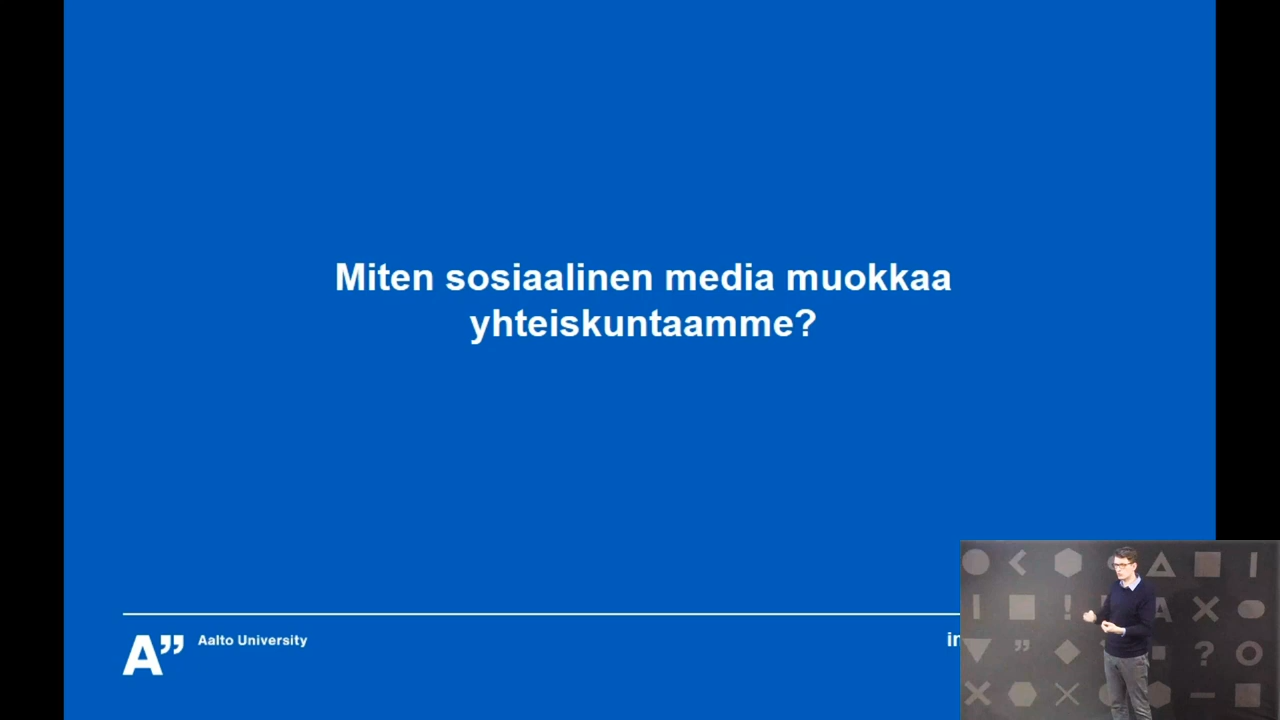 Miten sosiaalinen media muokkaa
yhteiskuntaamme?
A”
Aalto University